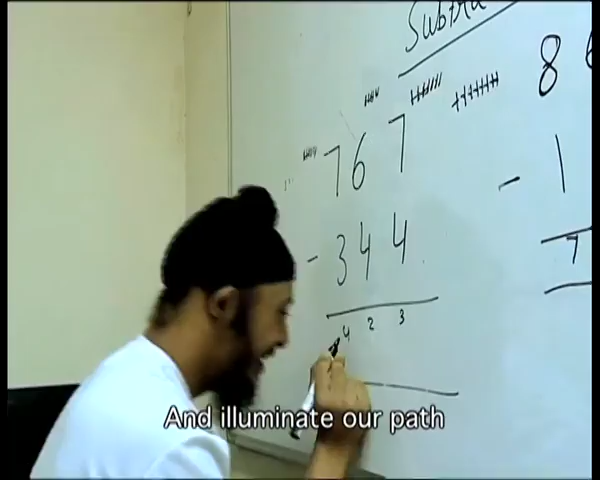 Subtra
767 8
- 344 - 1
423 7
And illuminate our path